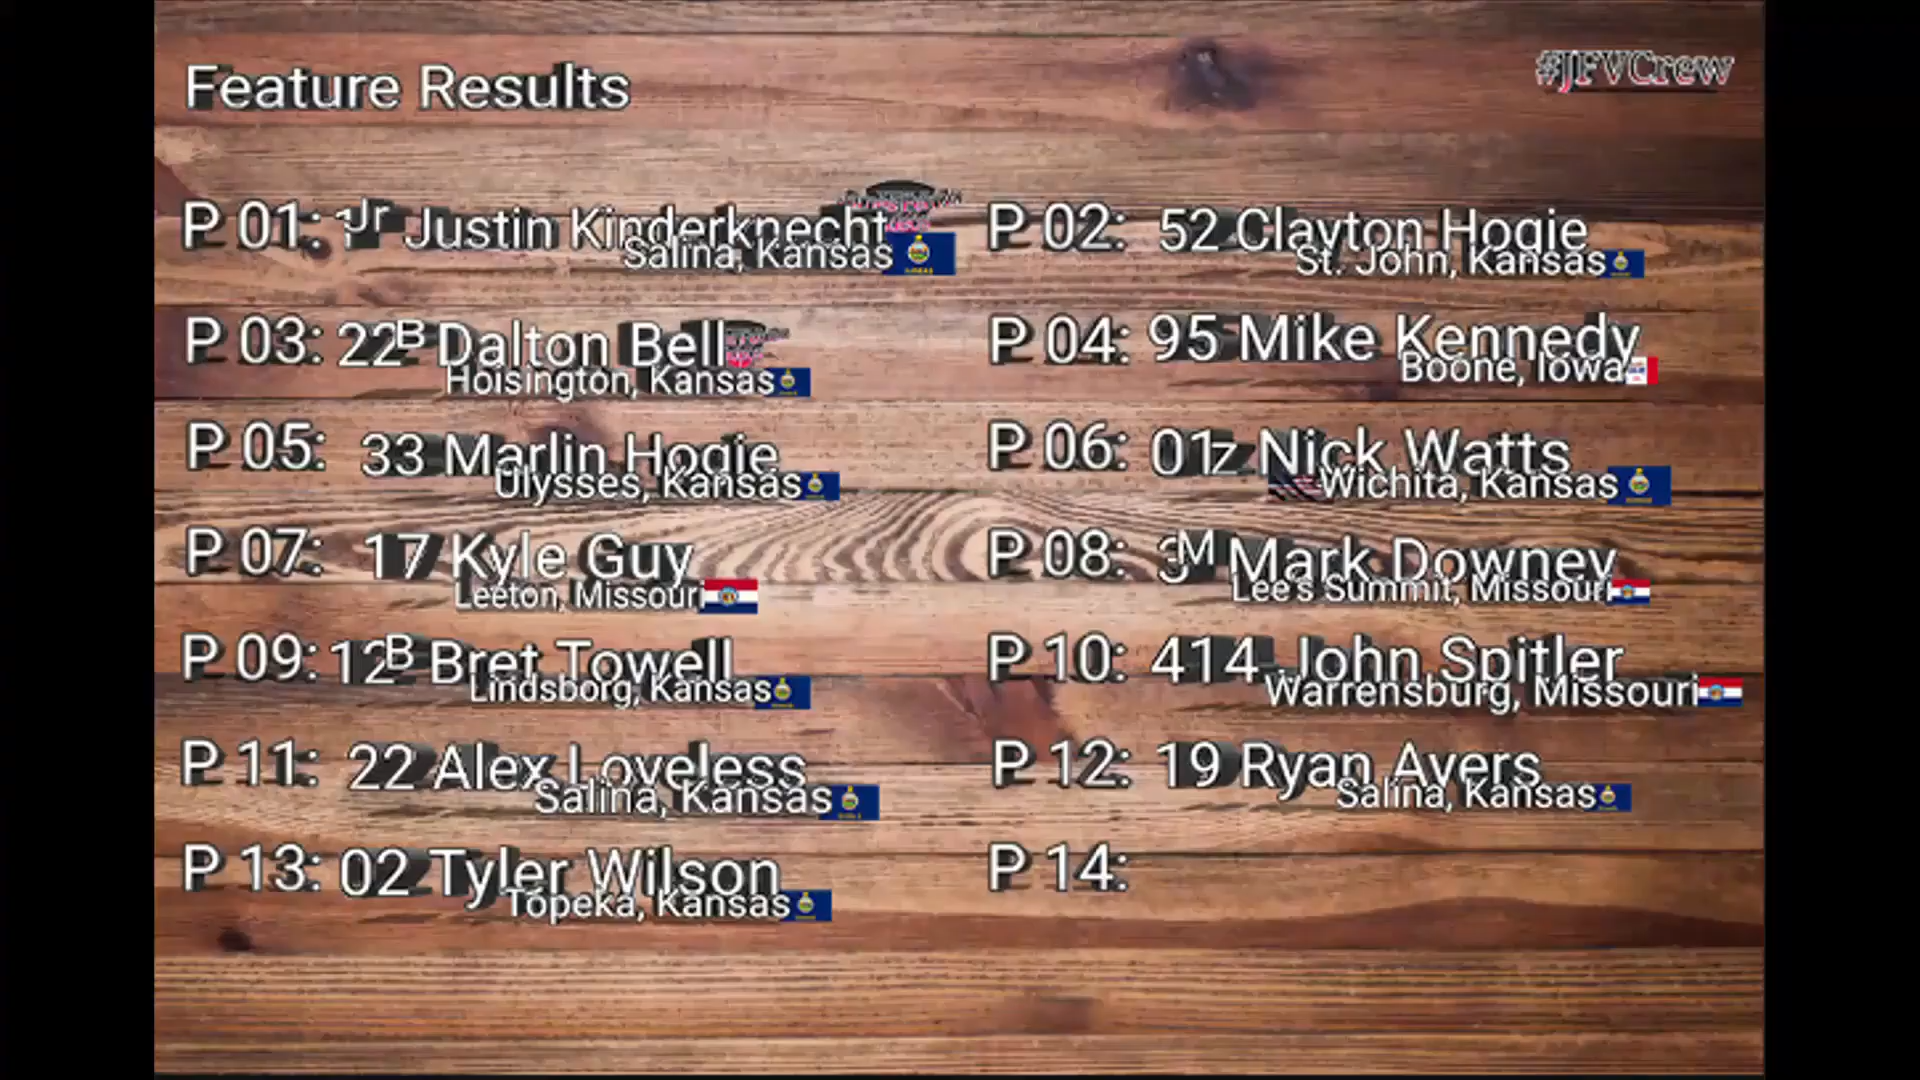 Feature Results
#JFVCrew
P 01: 1Jr Justin Kinderknecht
Salina, Kansas
P 02: 52 Clayton Hogie
St. John, Kansas
P 03: 22B Dalton Bell
Hoisington, Kansas
P 04: 95 Mike Kennedy
Boone, Iowa
P 05: 33 Marlin Hogie
Ulysses, Kansas
P 06: 01z Nick Watts
Wichita, Kansas
P 07: 17 Kyle Guy
Leeton, Missouri
P 08: 3M Mark Downey
Lee's Summit, Missouri
P 09: 12B Bret Towell
Lindsborg, Kansas
P 10: 414 John Spitler
Warrensburg, Missouri
P 11: 22 Alex Loveless
Salina, Kansas
P 12: 19 Ryan Ayers
Salina, Kansas
P 13: 02 Tyler Wilson
Topeka, Kansas
P 14: